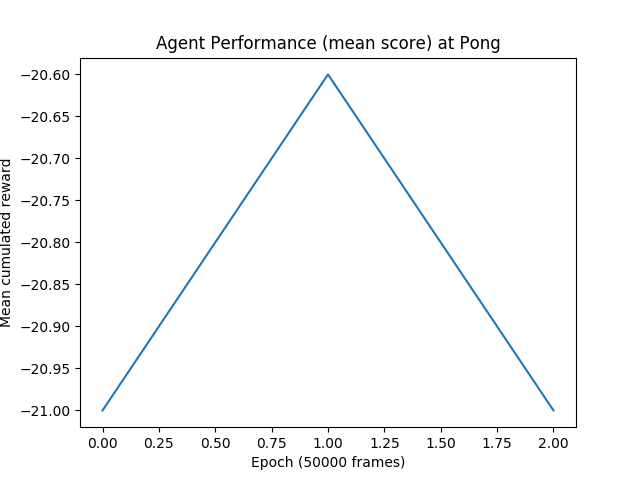 Agent Performance (mean score) at Pong
−20.60
−20.65
−20.70
−20.75
−20.80
−20.85
−20.90
−20.95
−21.00
Mean cumulated reward
0.00 0.25 0.50 0.75 1.00 1.25 1.50 1.75 2.00
Epoch (50000 frames)